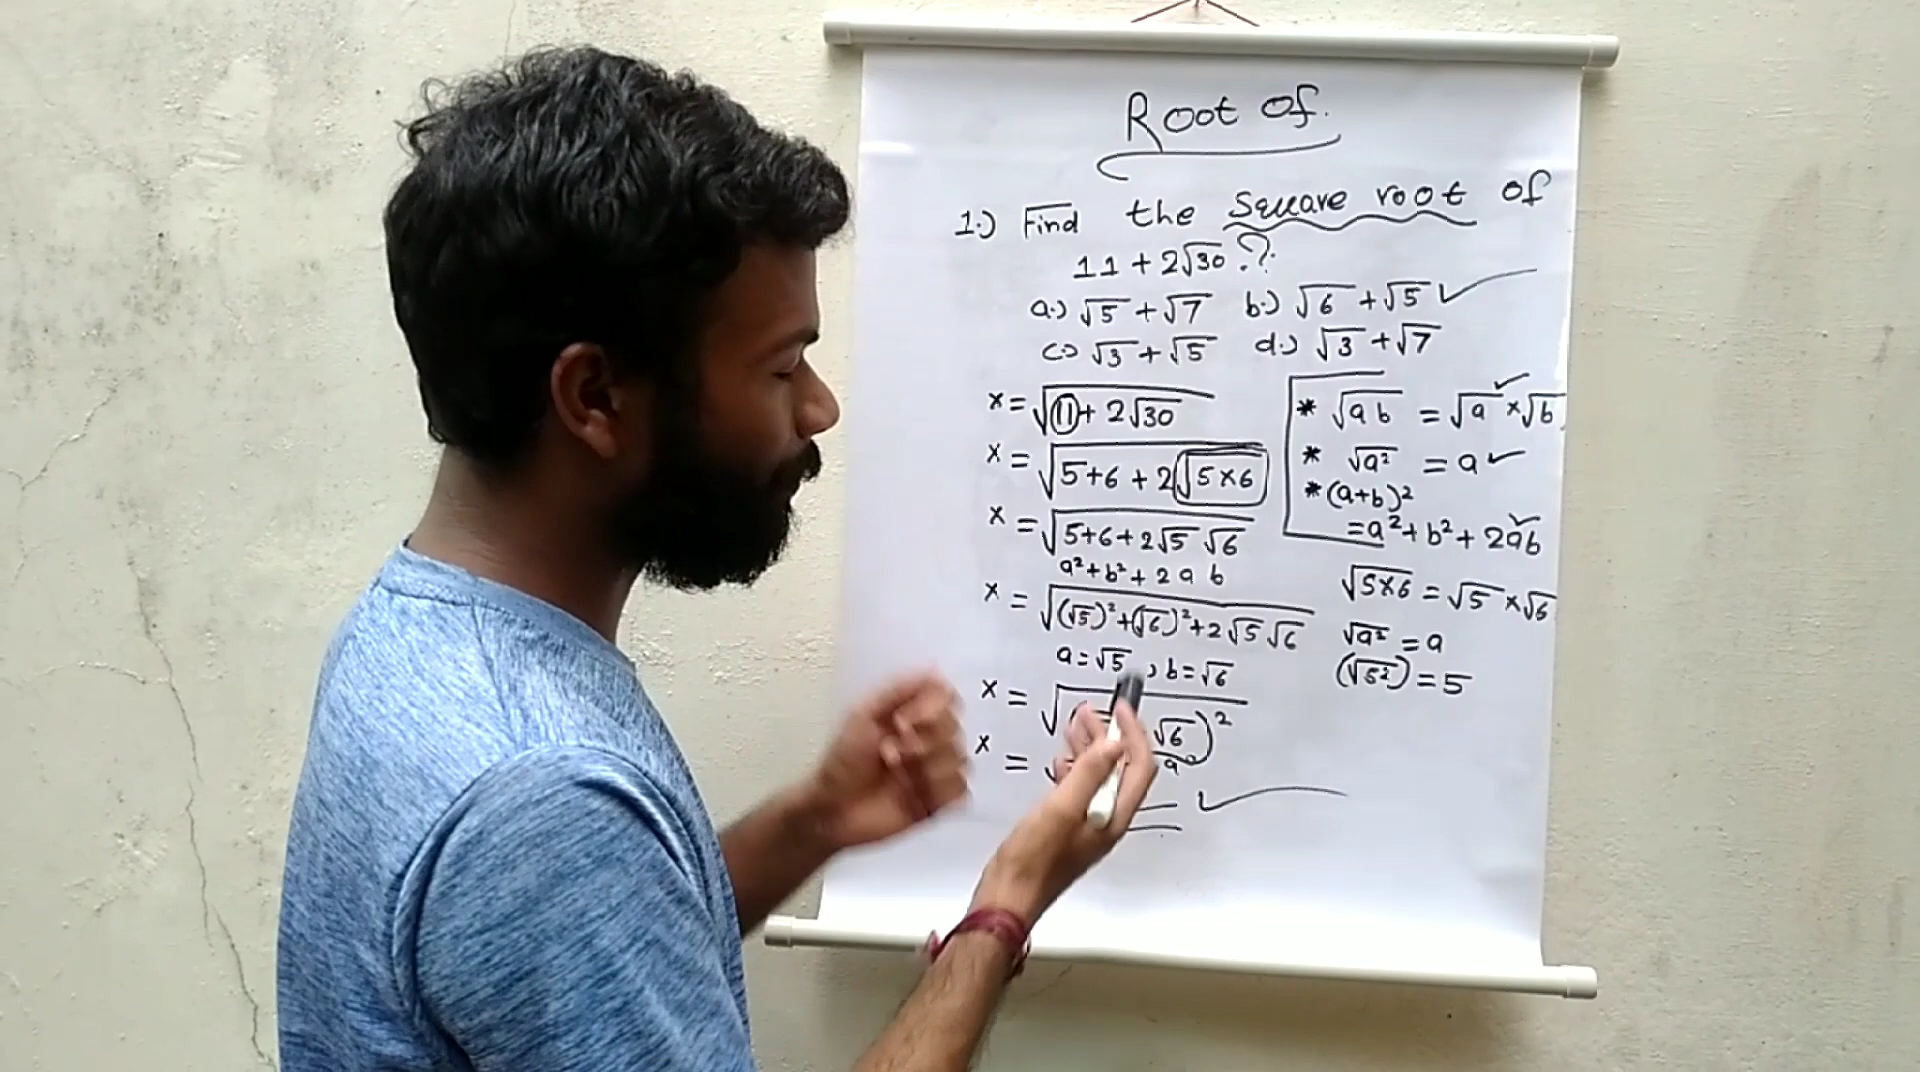 Root of.
1.) Find the square root of
11 + 2√30 ?
a.) √5 + √7 b.) √6 + √5 ✓
c.) √3 + √5 d.) √3 + √7
x = √(11 + 2√30)
x = √(5+6 + 2√(5×6))
x = √(5+6+2√5 √6)
a² + b² + 2 a b
x = √((√5)² + (√6)² + 2√5 √6)
a = √5, b = √6
x = √( √6)²
x = √
* √ab = √a × √b
* √a² = a ✓
* (a+b)²
= a² + b² + 2ab
√(5×6) = √5 × √6
√a² = a
(√5²) = 5